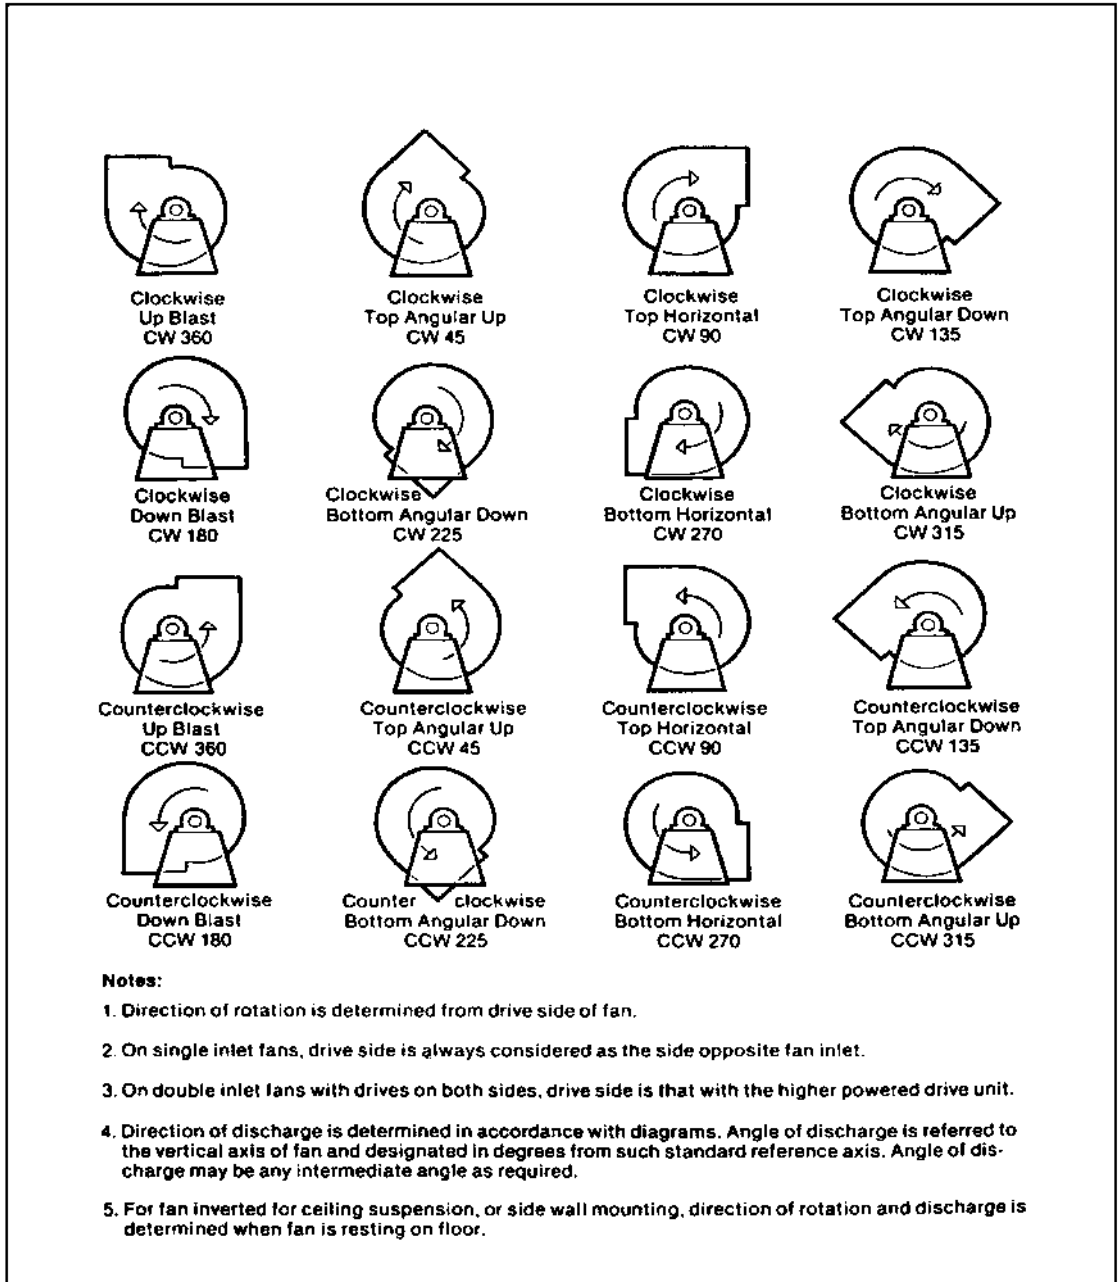 Clockwise
Up Blast
CW 360
Clockwise
Top Angular Up
CW 45
Clockwise
Top Horizontal
CW 90
Clockwise
Top Angular Down
CW 135
Clockwise
Down Blast
CW 180
Clockwise
Bottom Angular Down
CW 225
Clockwise
Bottom Horizontal
CW 270
Clockwise
Bottom Angular Up
CW 315
Counterclockwise
Up Blast
CCW 360
Counterclockwise
Top Angular Up
CCW 45
Counterclockwise
Top Horizontal
CCW 90
Counterclockwise
Top Angular Down
CCW 135
Counterclockwise
Down Blast
CCW 180
Counter clockwise
Bottom Angular Down
CCW 225
Counterclockwise
Bottom Horizontal
CCW 270
Counterclockwise
Bottom Angular Up
CCW 315
Notes:
1. Direction of rotation is determined from drive side of fan.
2. On single inlet fans, drive side is always considered as the side opposite fan inlet.
3. On double inlet fans with drives on both sides, drive side is that with the higher powered drive unit.
4. Direction of discharge is determined in accordance with diagrams. Angle of discharge is referred to
the vertical axis of fan and designated in degrees from such standard reference axis. Angle of dis-
charge may be any intermediate angle as required.
5. For fan inverted for ceiling suspension, or side wall mounting, direction of rotation and discharge is
determined when fan is resting on floor.